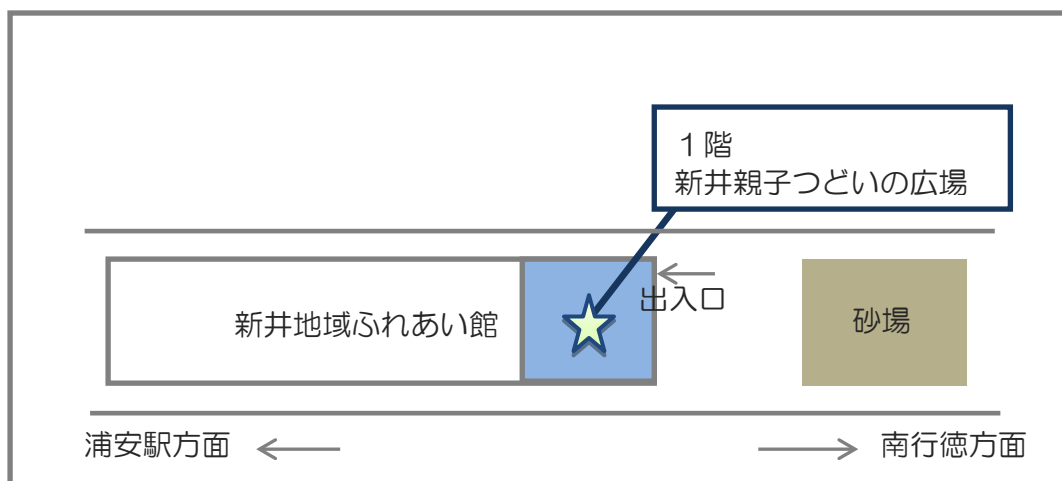 １階
新井親子つどいの広場
出入口
新井地域ふれあい館
砂場
浦安駅方面
南行徳方面